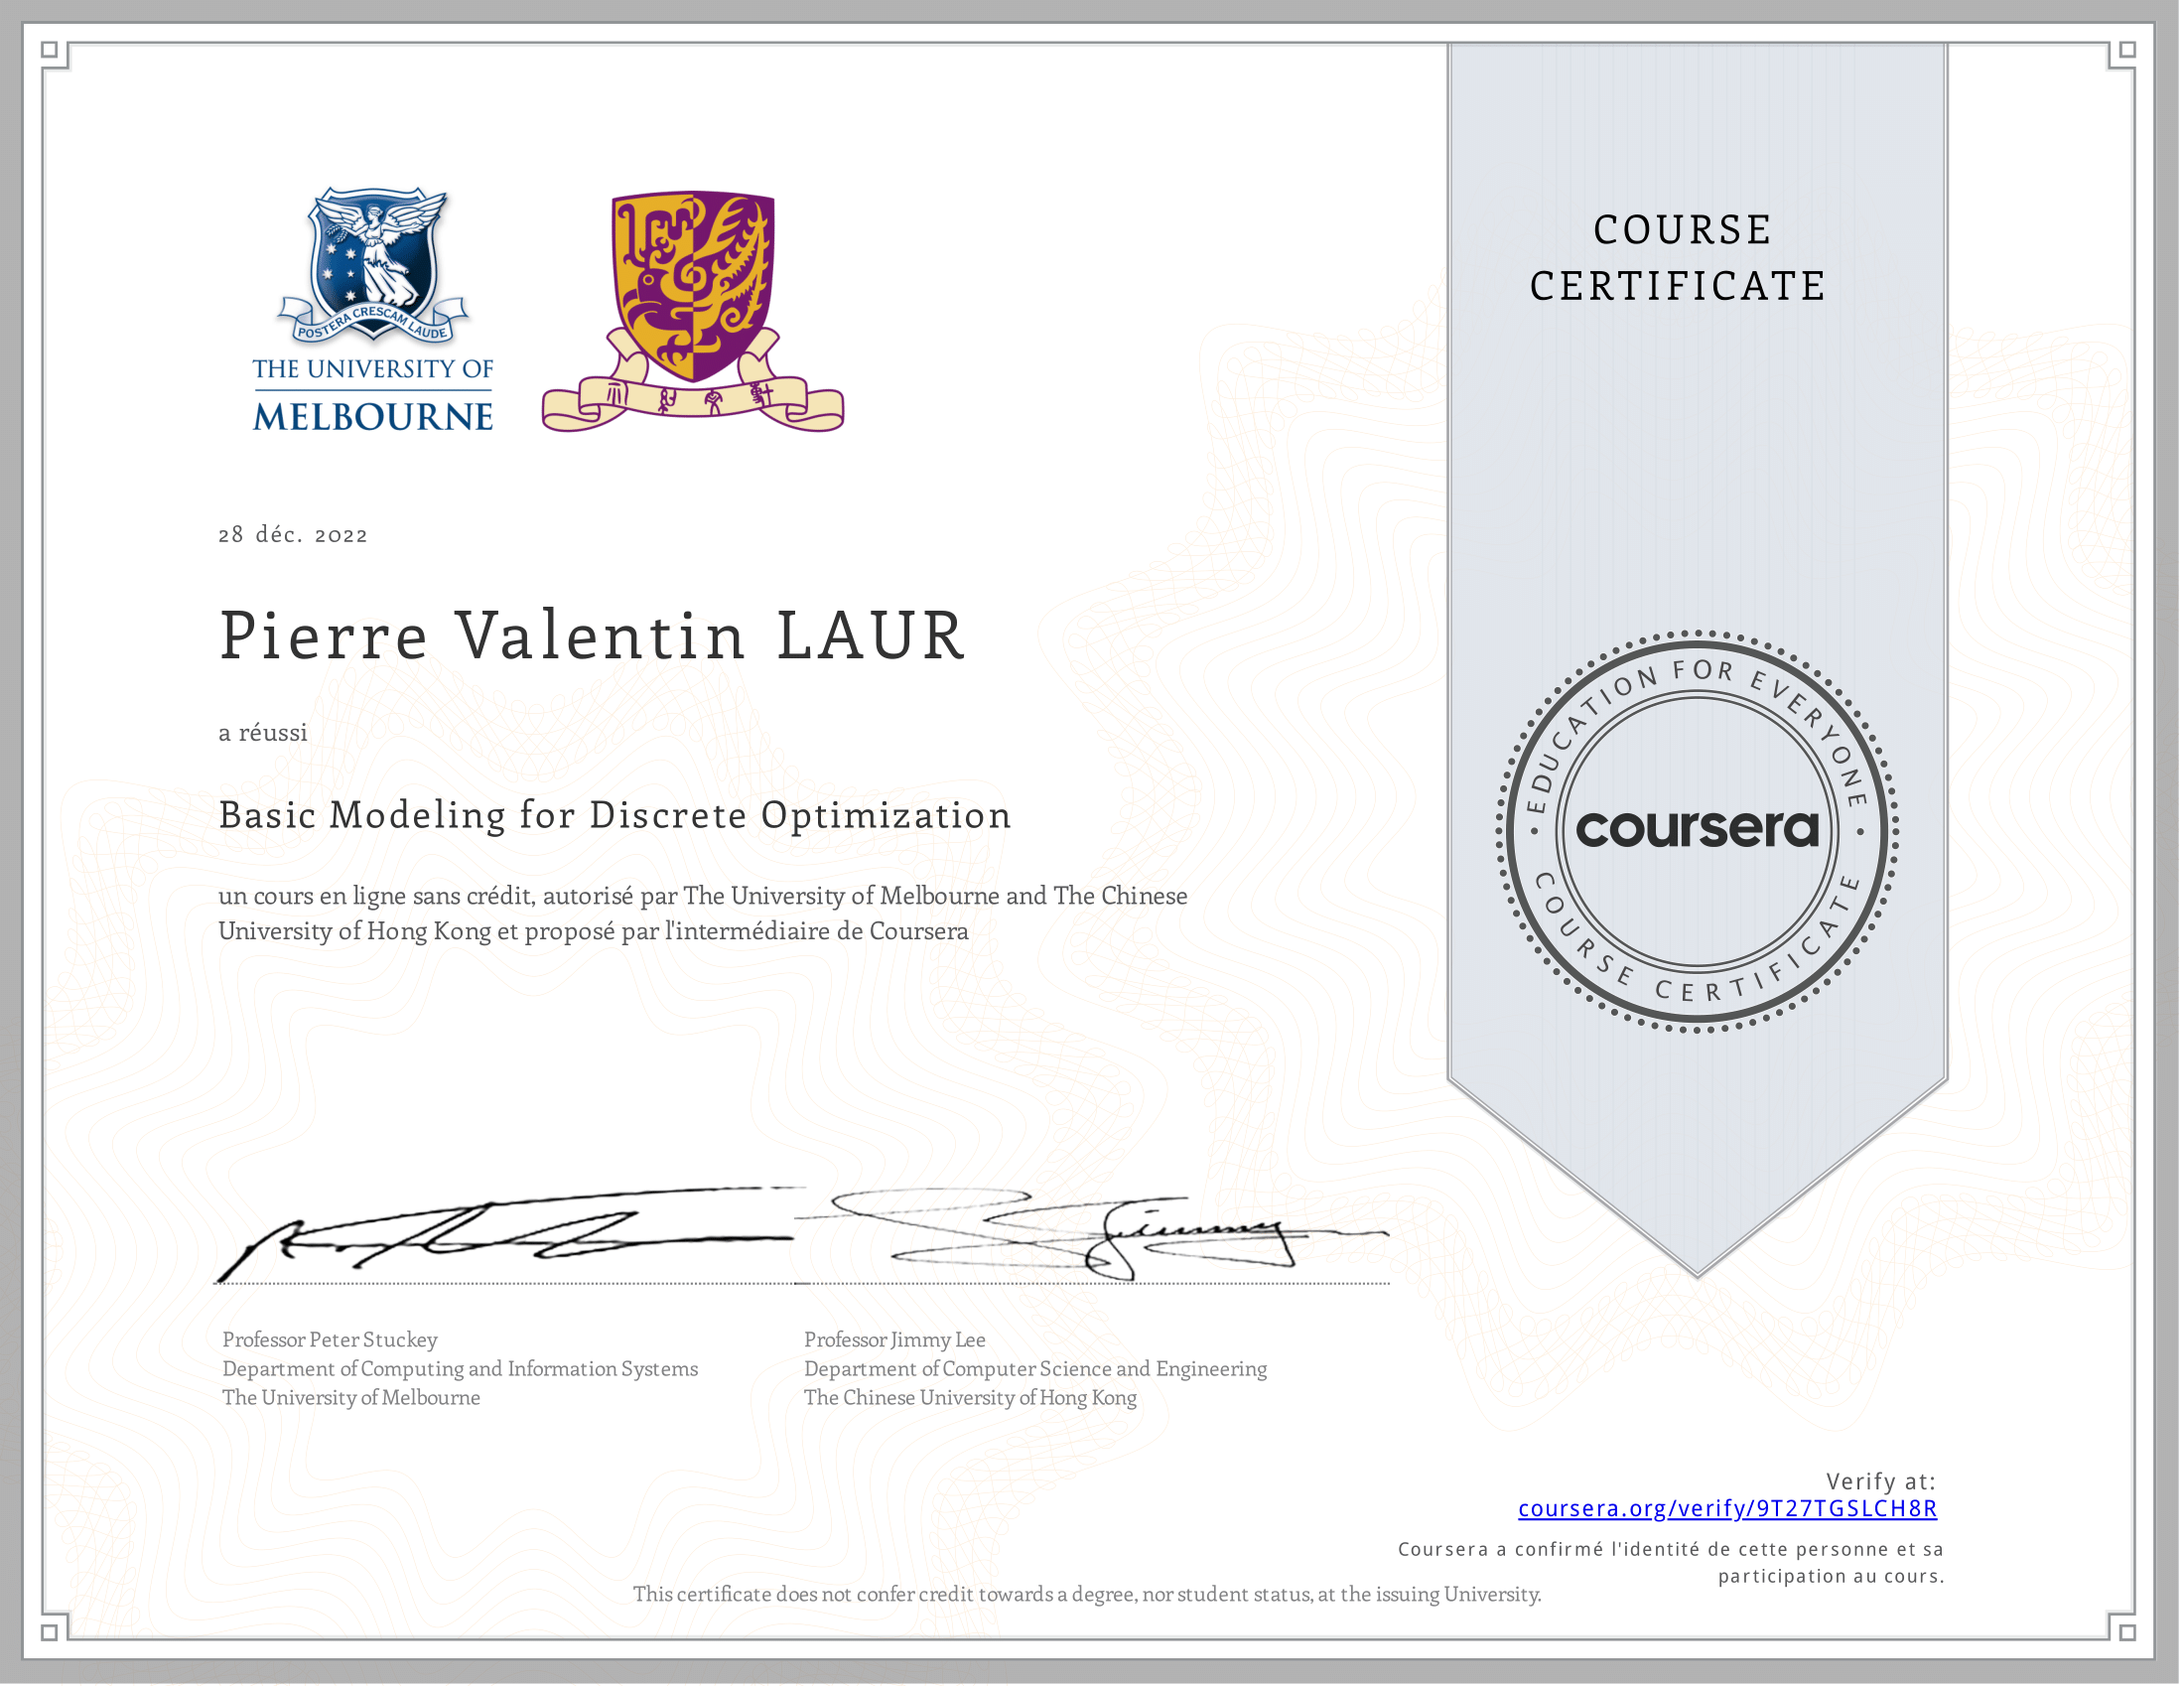 POSTERA CRESCAM LAUDE
THE UNIVERSITY OF
MELBOURNE
COURSE
CERTIFICATE
28 déc. 2022
Pierre Valentin LAUR
a réussi
Basic Modeling for Discrete Optimization
un cours en ligne sans crédit, autorisé par The University of Melbourne and The Chinese
University of Hong Kong et proposé par l'intermédiaire de Coursera
EDUCATION FOR EVERYONE
coursera
COURSE CERTIFICATE
Jimmy
Professor Peter Stuckey
Department of Computing and Information Systems
The University of Melbourne
Professor Jimmy Lee
Department of Computer Science and Engineering
The Chinese University of Hong Kong
Verify at:
coursera.org/verify/9T27TGSLCH8R
Coursera a confirmé l'identité de cette personne et sa
participation au cours.
This certificate does not confer credit towards a degree, nor student status, at the issuing University.